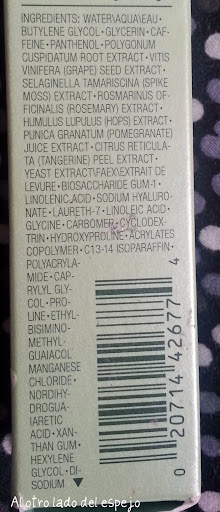 INGREDIENTS: WATER\AQUA\EAU•
BUTYLENE GLYCOL•GLYCERIN•CAF-
FEINE•PANTHENOL•POLYGONUM
CUSPIDATUM ROOT EXTRACT•VITIS
VINIFERA (GRAPE) SEED EXTRACT•
SELAGINELLA TAMARISCINA (SPIKE
MOSS) EXTRACT•ROSMARINUS OF-
FICINALIS (ROSEMARY) EXTRACT•
HUMULUS LUPULUS (HOPS) EXTRACT•
PUNICA GRANATUM (POMEGRANATE)
JUICE EXTRACT•CITRUS RETICULA-
TA (TANGERINE) PEEL EXTRACT•
YEAST EXTRACT\FAEX\EXTRAIT DE
LEVURE•BIOSACCHARIDE GUM-1•
LINOLENIC ACID•SODIUM HYALURO-
NATE•LAURETH-7•LINOLEIC ACID•
GLYCINE•CARBOMER•CYCLODEX-
TRIN•HYDROXYPROLINE•ACRYLATES
COPOLYMER•C13-14 ISOPARAFFIN•
POLYACRYLA-
MIDE•CAP-
RYLYL GLY-
COL•PRO-
LINE•ETHYL-
BISIMINO-
METHYL-
GUAIACOL
MANGANESE
CHLORIDE•
NORDIHY-
DROGUA-
IARETIC
ACID•XAN-
THAN GUM•
HEXYLENE
GLYCOL•DI-
SODIUM ▼
0 20714 42677 4
Al otro lado del espejo